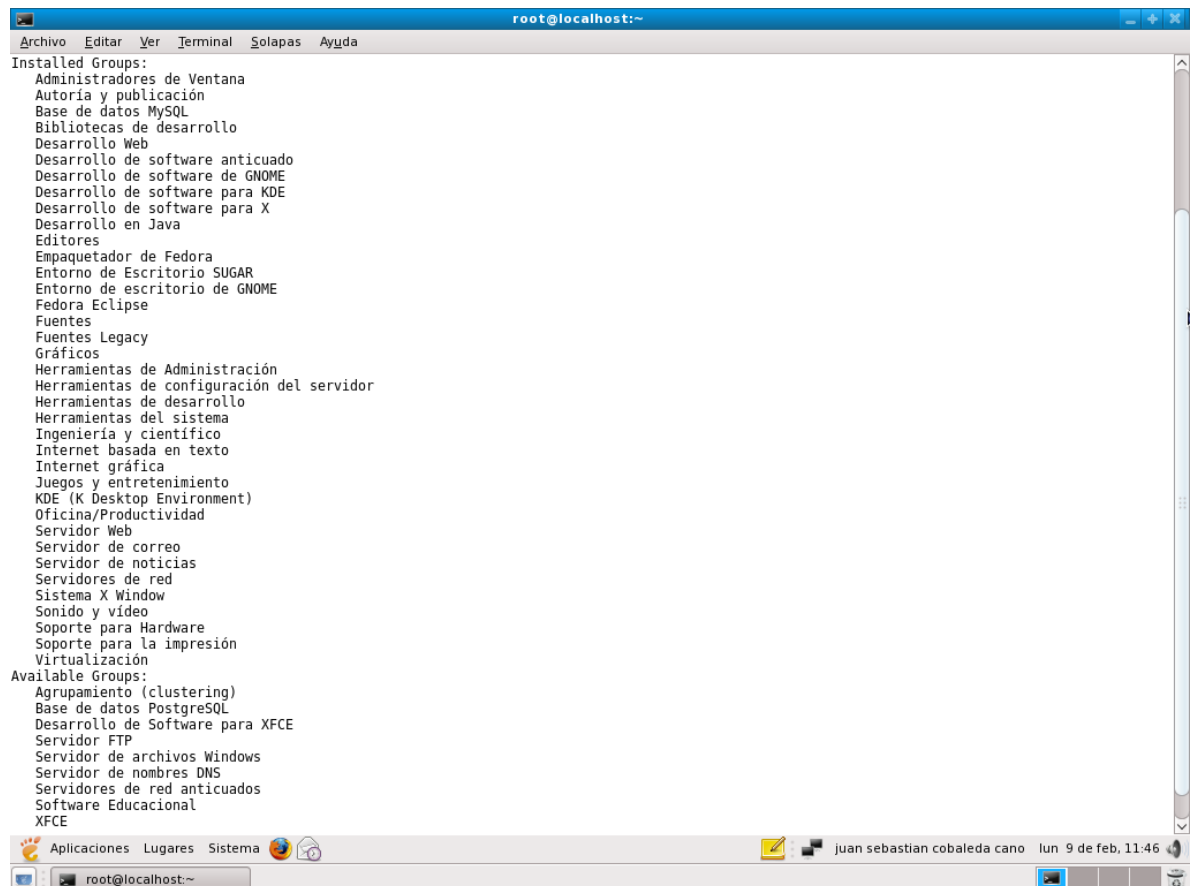 root@localhost:~
Archivo Editar Ver Terminal Solapas Ayuda
Installed Groups:
Administradores de Ventana
Autoría y publicación
Base de datos MySQL
Bibliotecas de desarrollo
Desarrollo Web
Desarrollo de software anticuado
Desarrollo de software de GNOME
Desarrollo de software para KDE
Desarrollo de software para X
Desarrollo en Java
Editores
Empaquetador de Fedora
Entorno de Escritorio SUGAR
Entorno de escritorio de GNOME
Fedora Eclipse
Fuentes
Fuentes Legacy
Gráficos
Herramientas de Administración
Herramientas de configuración del servidor
Herramientas de desarrollo
Herramientas del sistema
Ingeniería y científico
Internet basada en texto
Internet gráfica
Juegos y entretenimiento
KDE (K Desktop Environment)
Oficina/Productividad
Servidor Web
Servidor de correo
Servidor de noticias
Servidores de red
Sistema X Window
Sonido y vídeo
Soporte para Hardware
Soporte para la impresión
Virtualización
Available Groups:
Agrupamiento (clustering)
Base de datos PostgreSQL
Desarrollo de Software para XFCE
Servidor FTP
Servidor de archivos Windows
Servidor de nombres DNS
Servidores de red anticuados
Software Educacional
XFCE
Aplicaciones Lugares Sistema juan sebastian cobaleda cano lun 9 de feb, 11:46
root@localhost:~